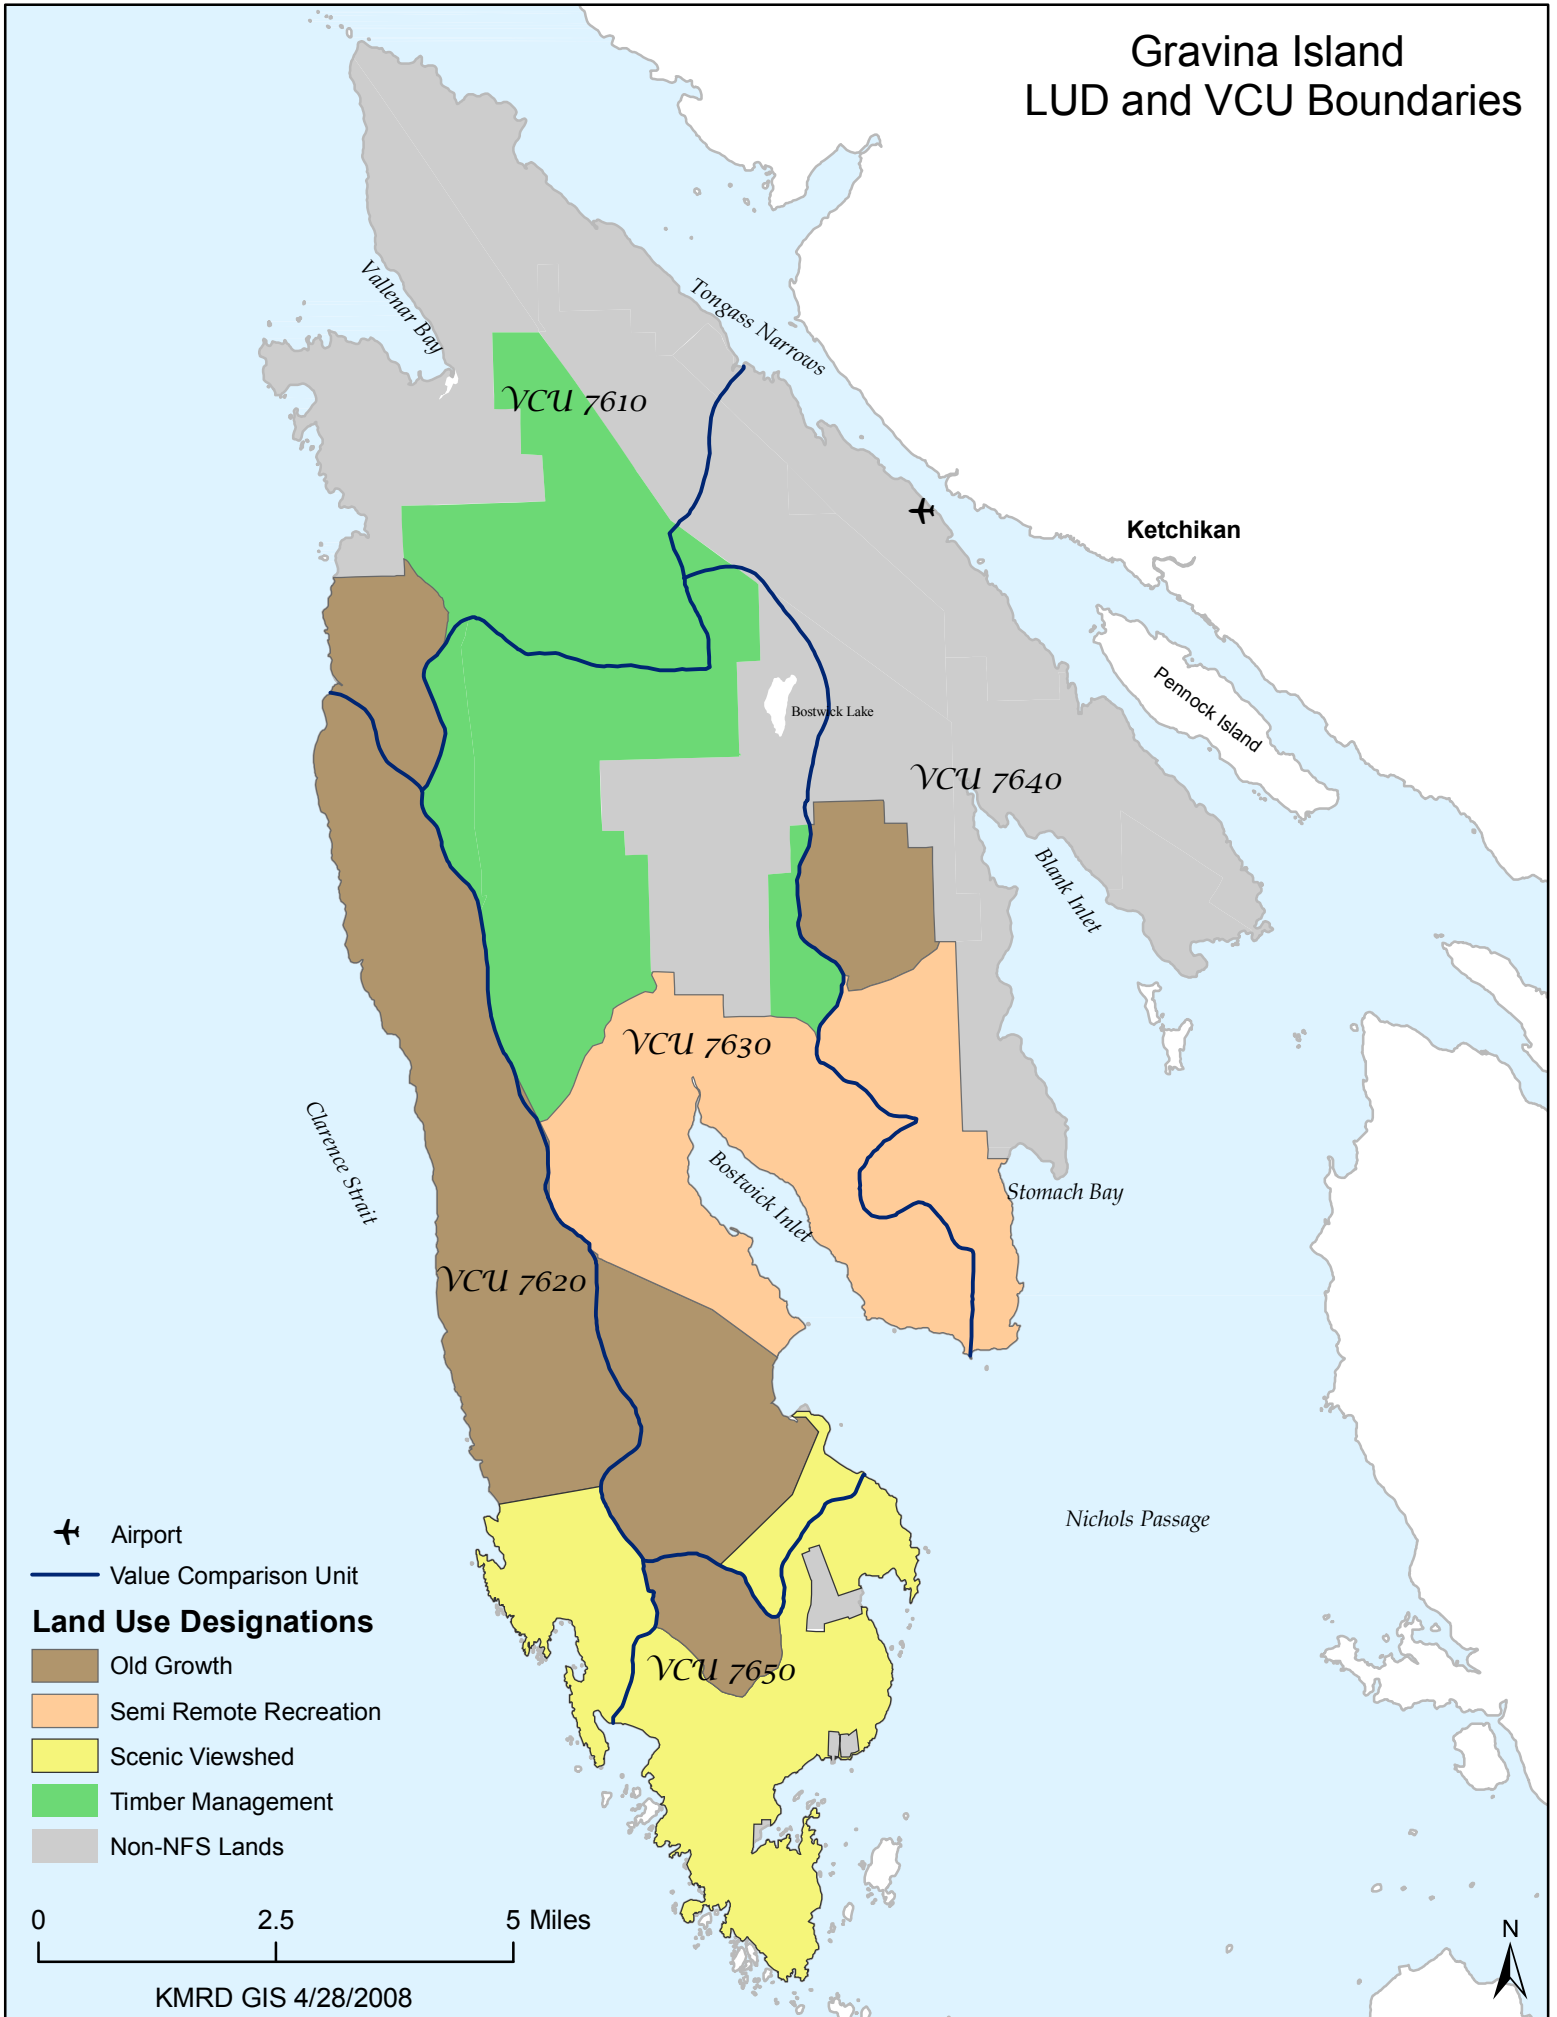 Gravina Island
LUD and VCU Boundaries
Vallenar Bay
Tongass Narrows
VCU 7610
Ketchikan
Pennock Island
Bostwick Lake
VCU 7640
Blank Inlet
VCU 7630
Clarence Strait
Bostwick Inlet
Stomach Bay
VCU 7620
Nichols Passage
VCU 7650
Airport
Value Comparison Unit
Land Use Designations
Old Growth
Semi Remote Recreation
Scenic Viewshed
Timber Management
Non-NFS Lands
0 2.5 5 Miles
KMRD GIS 4/28/2008
N